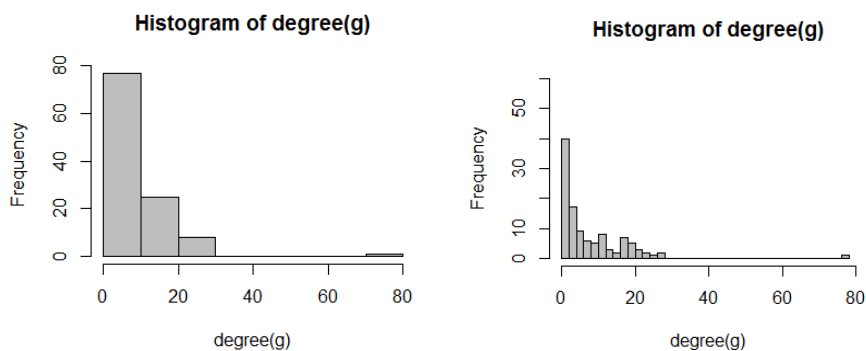 Histogram of degree(g)
80
60
40
20
0
Frequency
0 20 40 60 80
degree(g)
Histogram of degree(g)
50
30
10
0
Frequency
0 20 40 60 80
degree(g)